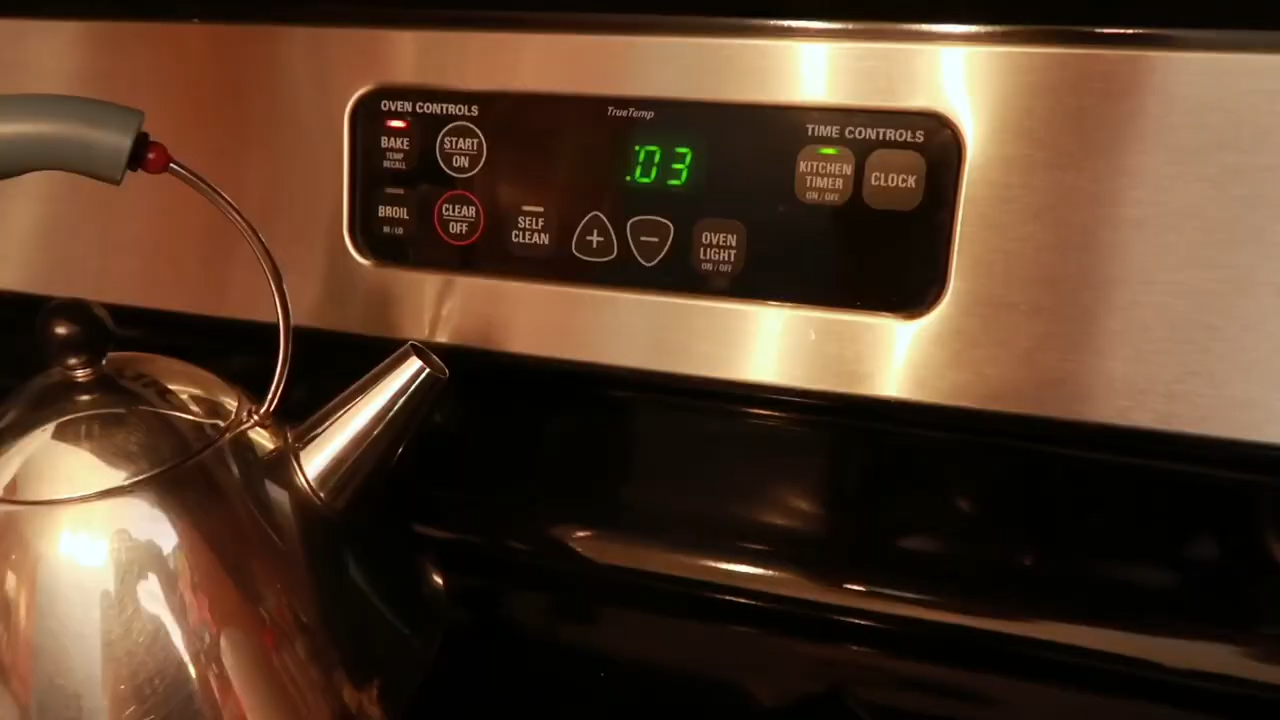 OVEN CONTROLS
TrueTemp
TIME CONTROLS
BAKE
TEMP
RECALL
START
ON
:03
KITCHEN
TIMER
ON / OFF
CLOCK
BROIL
HI / LO
CLEAR
OFF
SELF
CLEAN
+
−
OVEN
LIGHT
ON / OFF